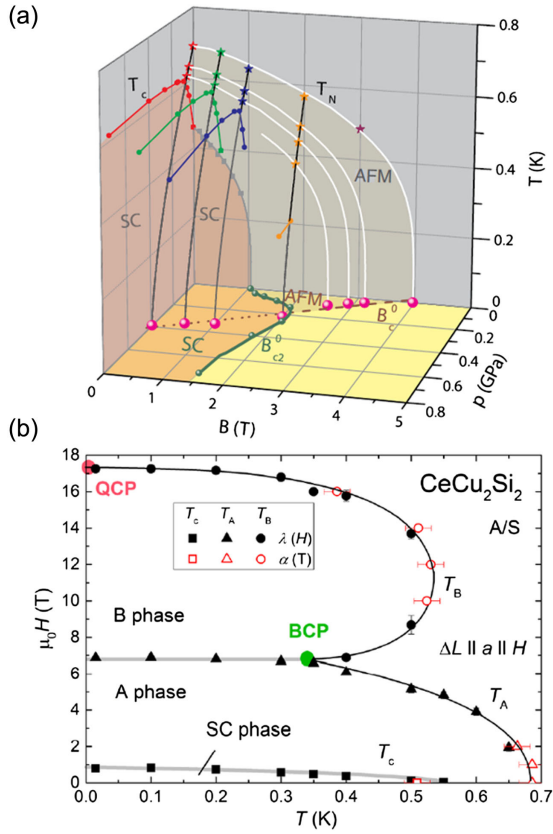 (a)
0.8
0.6
0.4
0.2
0
T (K)
T_c
T_N
AFM
SC
SC
AFM
B_c^0
SC
B_c2^0
0
1
2
3
4
5
B (T)
0
0.2
0.4
0.6
0.8
p (GPa)
(b)
18
16
14
12
10
8
6
4
2
0
μ₀H (T)
QCP
CeCu₂Si₂
A/S
T_c T_A T_B
λ (H)
α (T)
T_B
B phase
BCP
ΔL || a || H
A phase
T_A
SC phase
T_c
0.0 0.1 0.2 0.3 0.4 0.5 0.6 0.7
T (K)